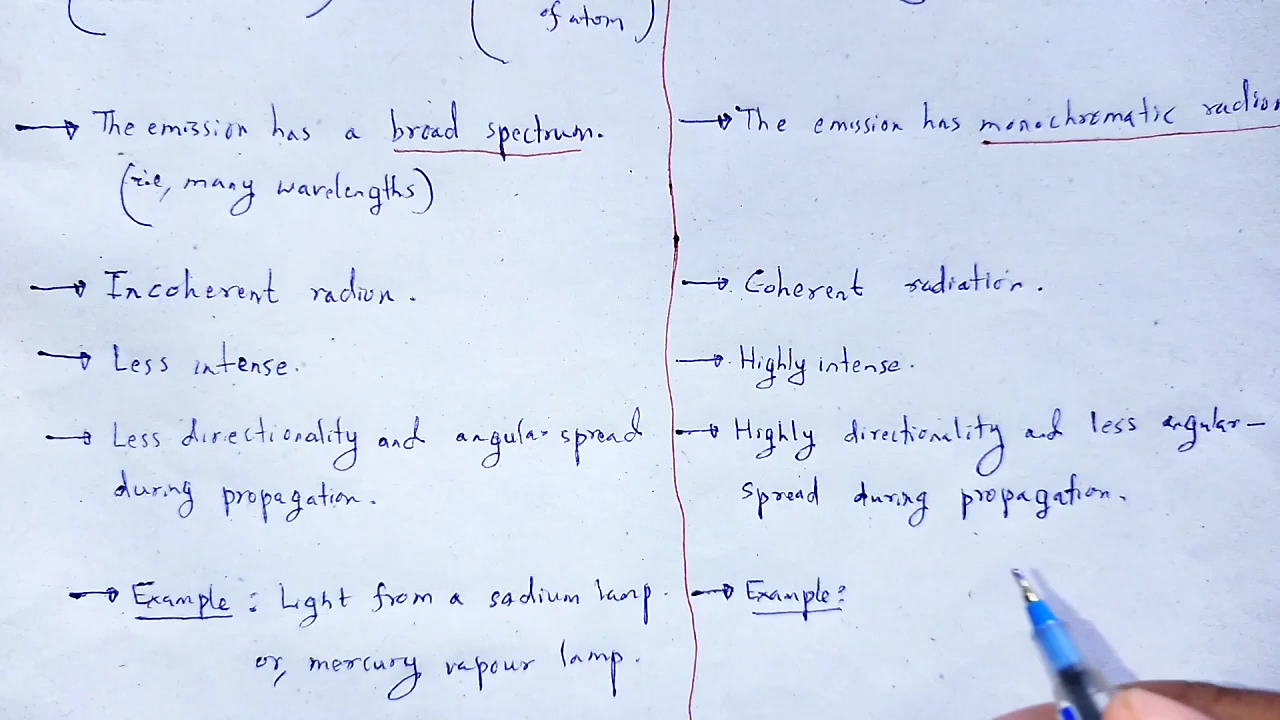 of atom
→ The emission has a broad spectrum.
(i.e, many wavelengths)
→ Incoherent radion.
→ Less intense.
→ Less directionality and angular spread
during propagation.
→ Example : Light from a sadium lamp.
or, mercury vapour lamp.
→ The emission has monochromatic radion
→ Coherent radiation.
→ Highly intense.
→ Highly directionality and less angular-
spread during propagation.
→ Example: